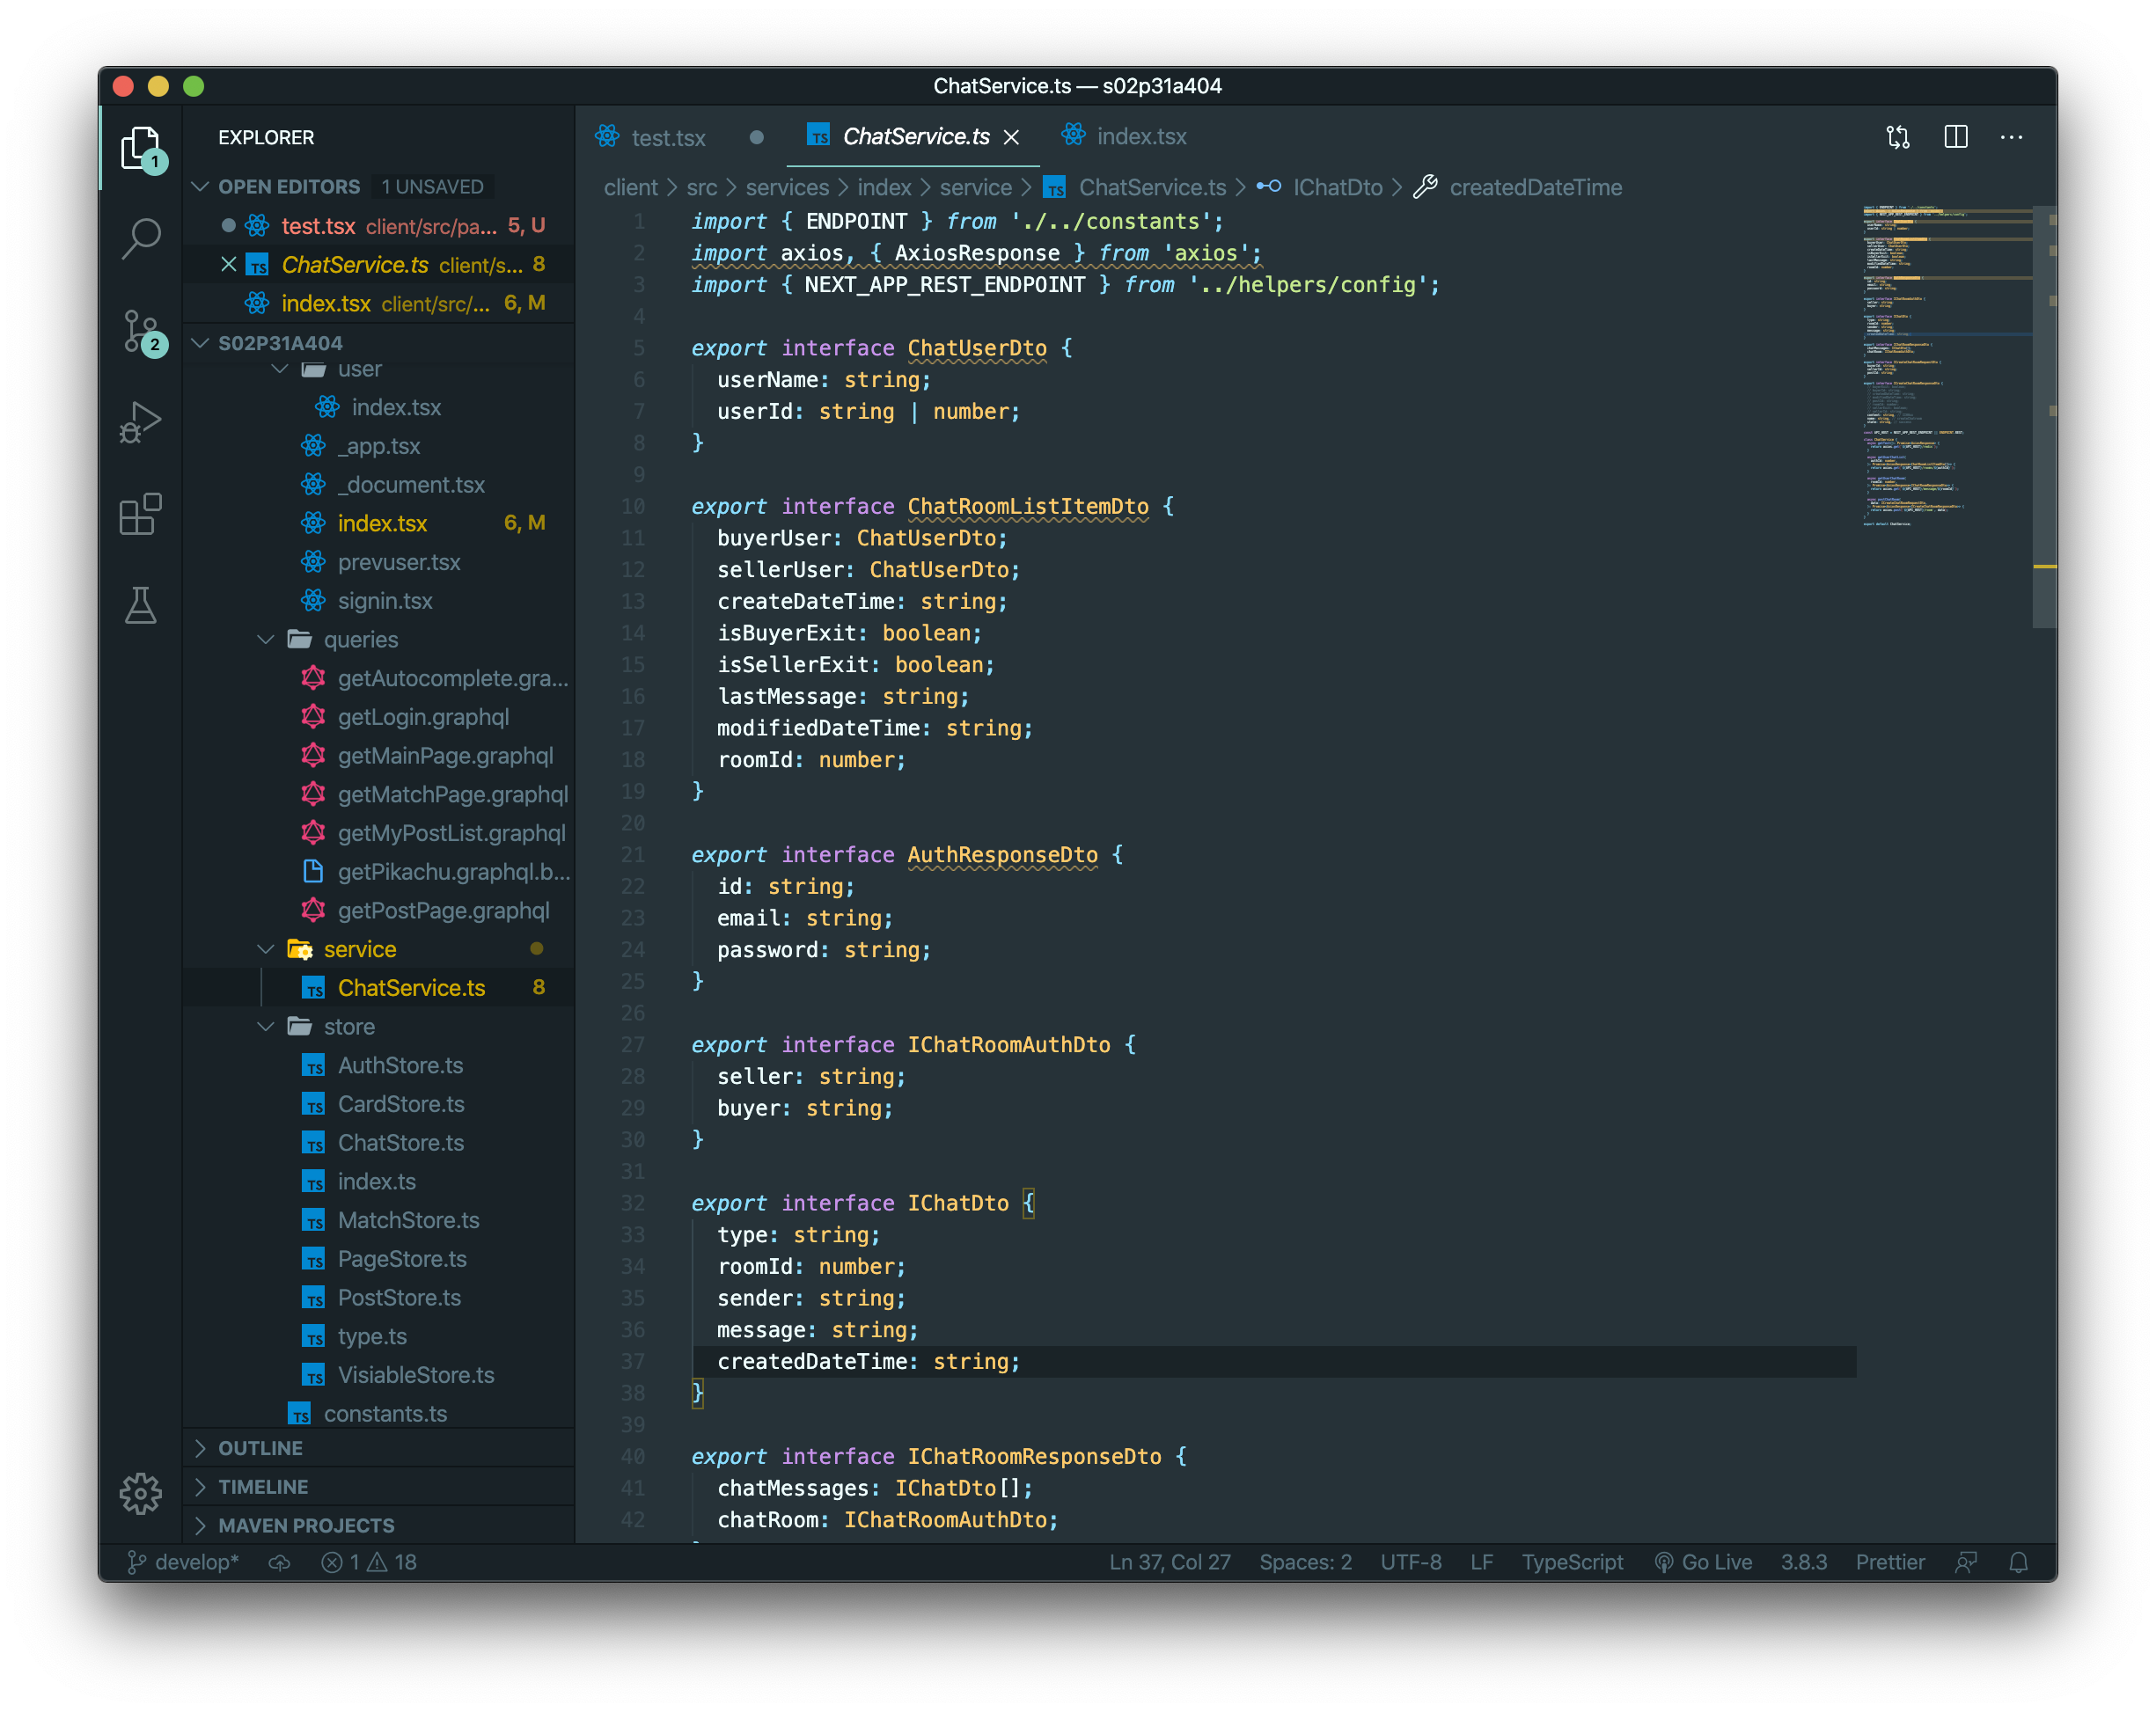 ChatService.ts — s02p31a404
EXPLORER
OPEN EDITORS 1 UNSAVED
test.tsx client/src/pa... 5, U
ChatService.ts client/s... 8
index.tsx client/src/... 6, M
S02P31A404
user
index.tsx
_app.tsx
_document.tsx
index.tsx 6, M
prevuser.tsx
signin.tsx
queries
getAutocomplete.gra...
getLogin.graphql
getMainPage.graphql
getMatchPage.graphql
getMyPostList.graphql
getPikachu.graphql.b...
getPostPage.graphql
service
ChatService.ts 8
store
AuthStore.ts
CardStore.ts
ChatStore.ts
index.ts
MatchStore.ts
PageStore.ts
PostStore.ts
type.ts
VisiableStore.ts
constants.ts
OUTLINE
TIMELINE
MAVEN PROJECTS
1
2
test.tsx
ChatService.ts
index.tsx
client > src > services > index > service > ChatService.ts > IChatDto > createdDateTime
1 import { ENDPOINT } from './../constants';
2 import axios, { AxiosResponse } from 'axios';
3 import { NEXT_APP_REST_ENDPOINT } from '../helpers/config';
4
5 export interface ChatUserDto {
6 userName: string;
7 userId: string | number;
8 }
9
10 export interface ChatRoomListItemDto {
11 buyerUser: ChatUserDto;
12 sellerUser: ChatUserDto;
13 createDateTime: string;
14 isBuyerExit: boolean;
15 isSellerExit: boolean;
16 lastMessage: string;
17 modifiedDateTime: string;
18 roomId: number;
19 }
20
21 export interface AuthResponseDto {
22 id: string;
23 email: string;
24 password: string;
25 }
26
27 export interface IChatRoomAuthDto {
28 seller: string;
29 buyer: string;
30 }
31
32 export interface IChatDto {
33 type: string;
34 roomId: number;
35 sender: string;
36 message: string;
37 createdDateTime: string;
38 }
39
40 export interface IChatRoomResponseDto {
41 chatMessages: IChatDto[];
42 chatRoom: IChatRoomAuthDto;
develop* 1 18 Ln 37, Col 27 Spaces: 2 UTF-8 LF TypeScript Go Live 3.8.3 Prettier